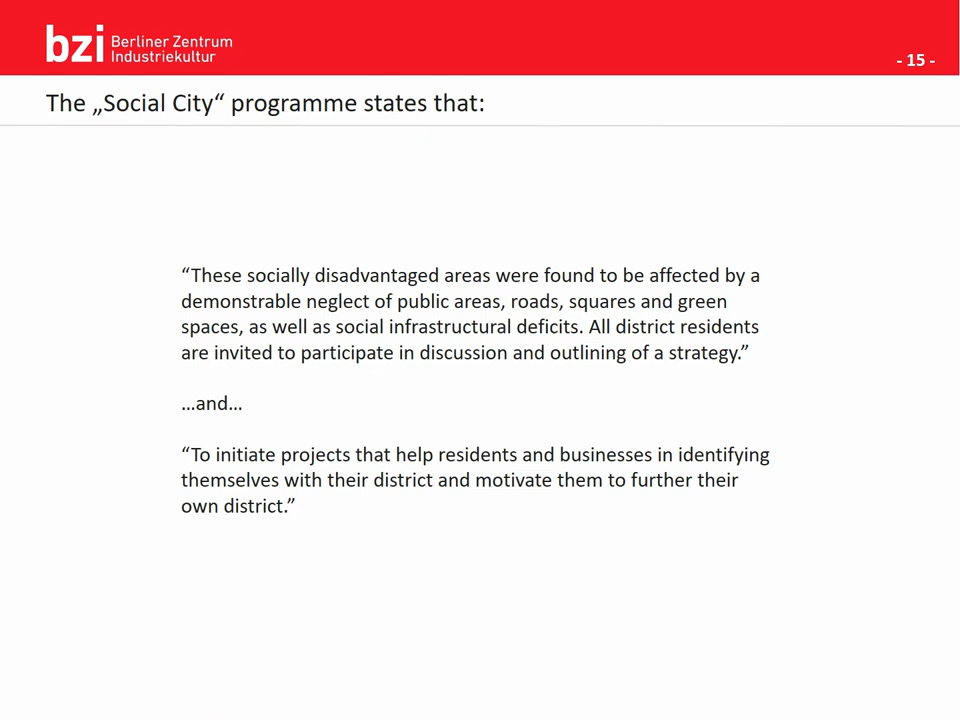 bzi Berliner Zentrum
Industriekultur
- 15 -
The „Social City“ programme states that:
“These socially disadvantaged areas were found to be affected by a
demonstrable neglect of public areas, roads, squares and green
spaces, as well as social infrastructural deficits. All district residents
are invited to participate in discussion and outlining of a strategy.”
…and…
“To initiate projects that help residents and businesses in identifying
themselves with their district and motivate them to further their
own district.”